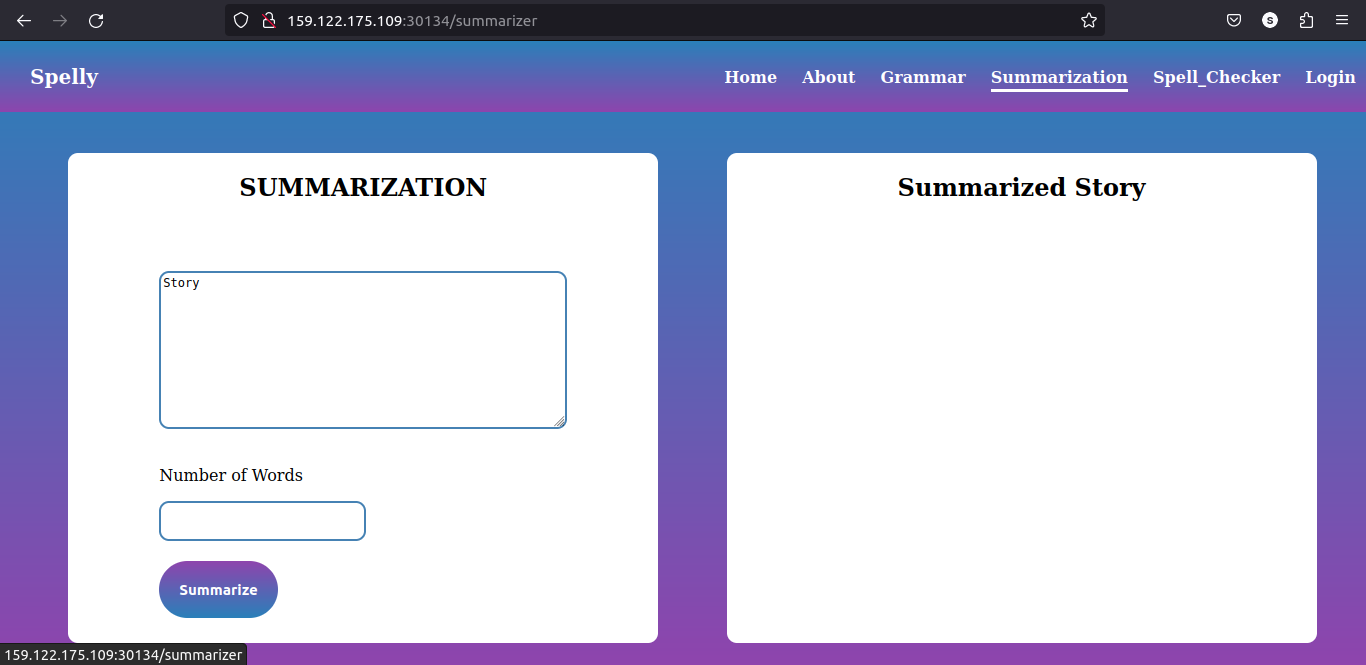 159.122.175.109:30134/summarizer
S
Spelly
Home About Grammar Summarization Spell_Checker Login
SUMMARIZATION
Story
Number of Words
Summarize
Summarized Story
159.122.175.109:30134/summarizer